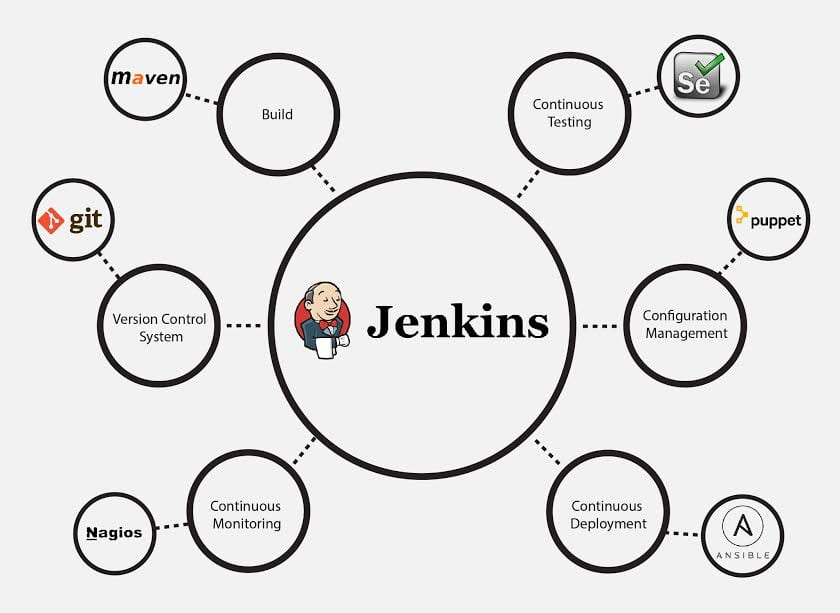 maven
Build
Continuous
Testing
Se
git
Version Control
System
Jenkins
puppet
Configuration
Management
Continuous
Monitoring
Nagios
Continuous
Deployment
ANSIBLE